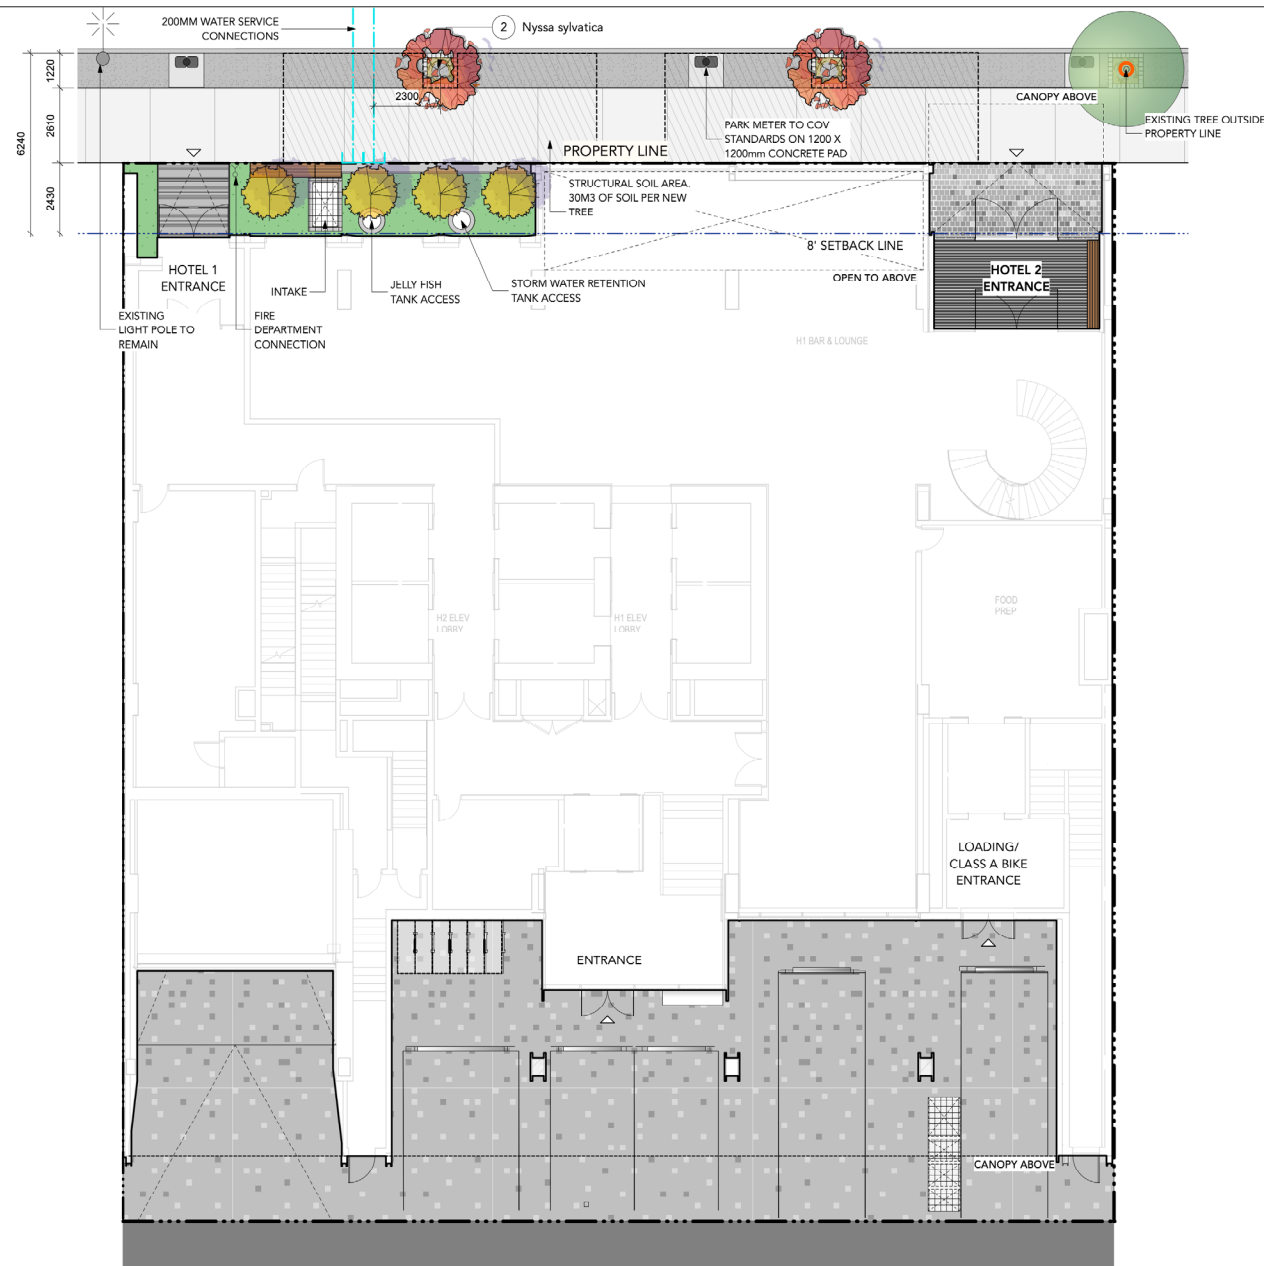 200MM WATER SERVICE
CONNECTIONS
2 Nyssa sylvatica
1220
2610
6240
2430
2300
CANOPY ABOVE
EXISTING TREE OUTSIDE
PROPERTY LINE
PARK METER TO COV
STANDARDS ON 1200 X
1200mm CONCRETE PAD
PROPERTY LINE
STRUCTURAL SOIL AREA.
30M3 OF SOIL PER NEW
TREE
8' SETBACK LINE
OPEN TO ABOVE
HOTEL 1
ENTRANCE
INTAKE
JELLY FISH
TANK ACCESS
STORM WATER RETENTION
TANK ACCESS
HOTEL 2
ENTRANCE
EXISTING
LIGHT POLE TO
REMAIN
FIRE
DEPARTMENT
CONNECTION
H1 BAR & LOUNGE
H2 ELEV
LOBBY
H1 ELEV
LOBBY
FOOD
PREP
LOADING/
CLASS A BIKE
ENTRANCE
ENTRANCE
CANOPY ABOVE